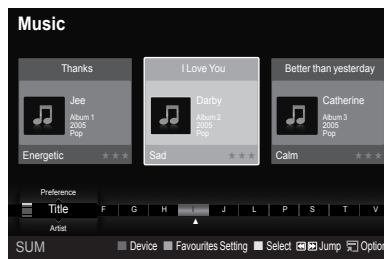 Music
Thanks
Jee
Album 1
2005
Pop
Energetic
I Love You
Darby
Album 2
2005
Pop
Sad
Better than yesterday
Catherine
Album 3
2005
Pop
Calm
Preference
Title F G H I J L P S T V
Artist
SUM Device Favourites Setting Select Jump Option